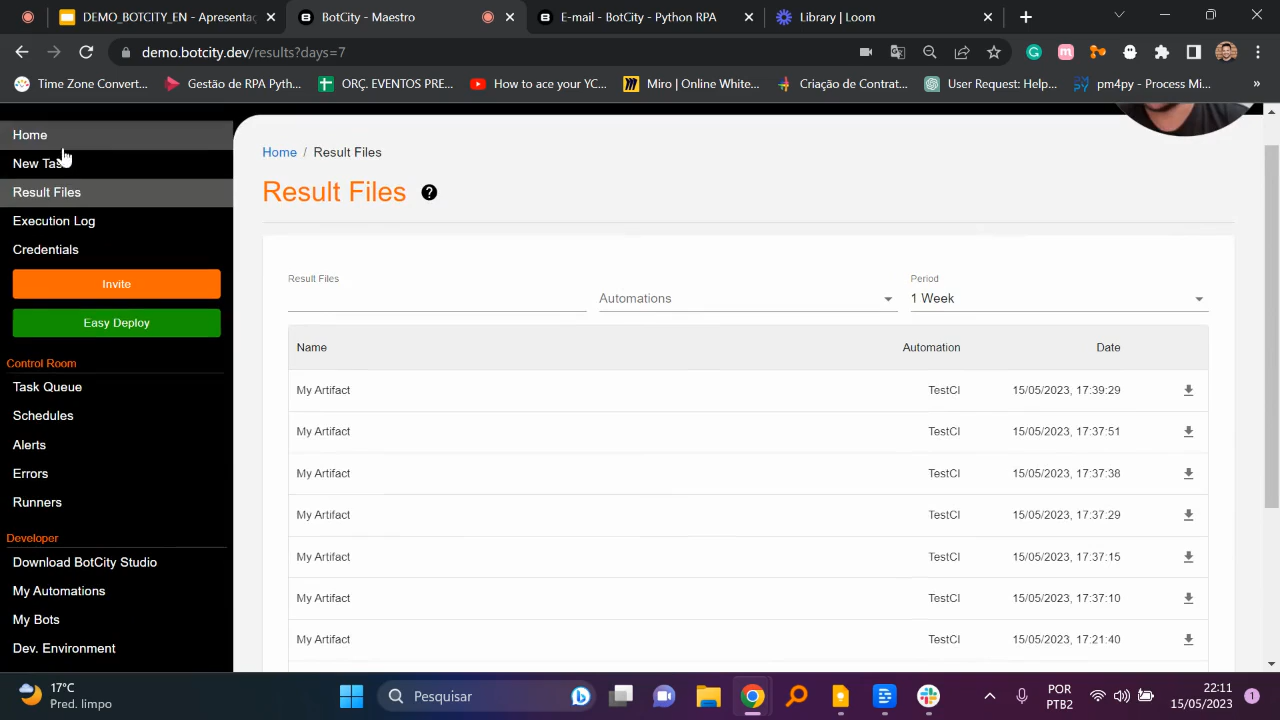 DEMO_BOTCITY_EN - Apresentaç
BotCity - Maestro
E-mail - BotCity - Python RPA
Library | Loom
demo.botcity.dev/results?days=7
Time Zone Convert...
Gestão de RPA Pyth...
ORÇ. EVENTOS PRE...
How to ace your YC...
Miro | Online White...
Criação de Contrat...
User Request: Help...
pm4py - Process Mi...
»
Home
New Tas
Result Files
Execution Log
Credentials
Invite
Easy Deploy
Control Room
Task Queue
Schedules
Alerts
Errors
Runners
Developer
Download BotCity Studio
My Automations
My Bots
Dev. Environment
Home / Result Files
Result Files ?
Result Files
Automations
Period
1 Week
Name Automation Date
My Artifact TestCI 15/05/2023, 17:39:29
My Artifact TestCI 15/05/2023, 17:37:51
My Artifact TestCI 15/05/2023, 17:37:38
My Artifact TestCI 15/05/2023, 17:37:29
My Artifact TestCI 15/05/2023, 17:37:15
My Artifact TestCI 15/05/2023, 17:37:10
My Artifact TestCI 15/05/2023, 17:21:40
17°C
Pred. limpo
Pesquisar
POR
PTB2
22:11
15/05/2023
1